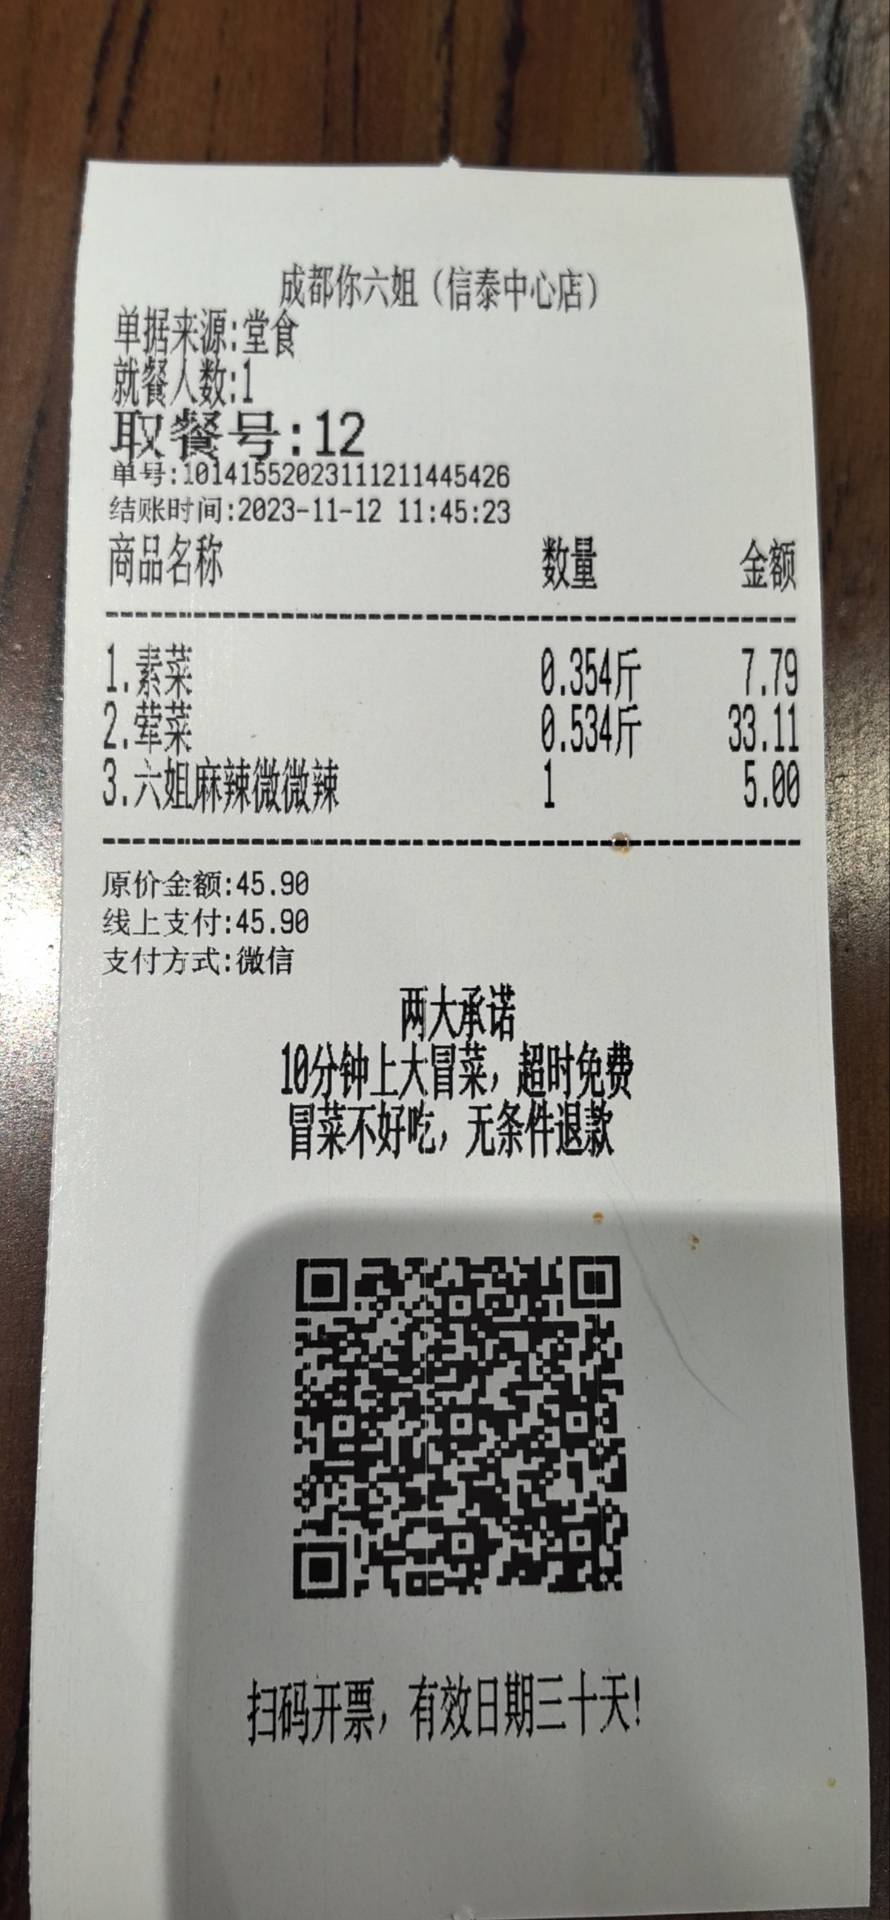 成都你六姐（信泰中心店）
单据来源:堂食
就餐人数:1
取餐号:12
单号:10141552023111211445426
结账时间:2023-11-12 11:45:23
商品名称 数量 金额
1.素菜 0.354斤 7.79
2.荤菜 0.534斤 33.11
3.六姐麻辣微微辣 1 5.00
原价金额:45.90
线上支付:45.90
支付方式:微信
两大承诺
10分钟上大冒菜，超时免费
冒菜不好吃，无条件退款
扫码开票，有效日期三十天!